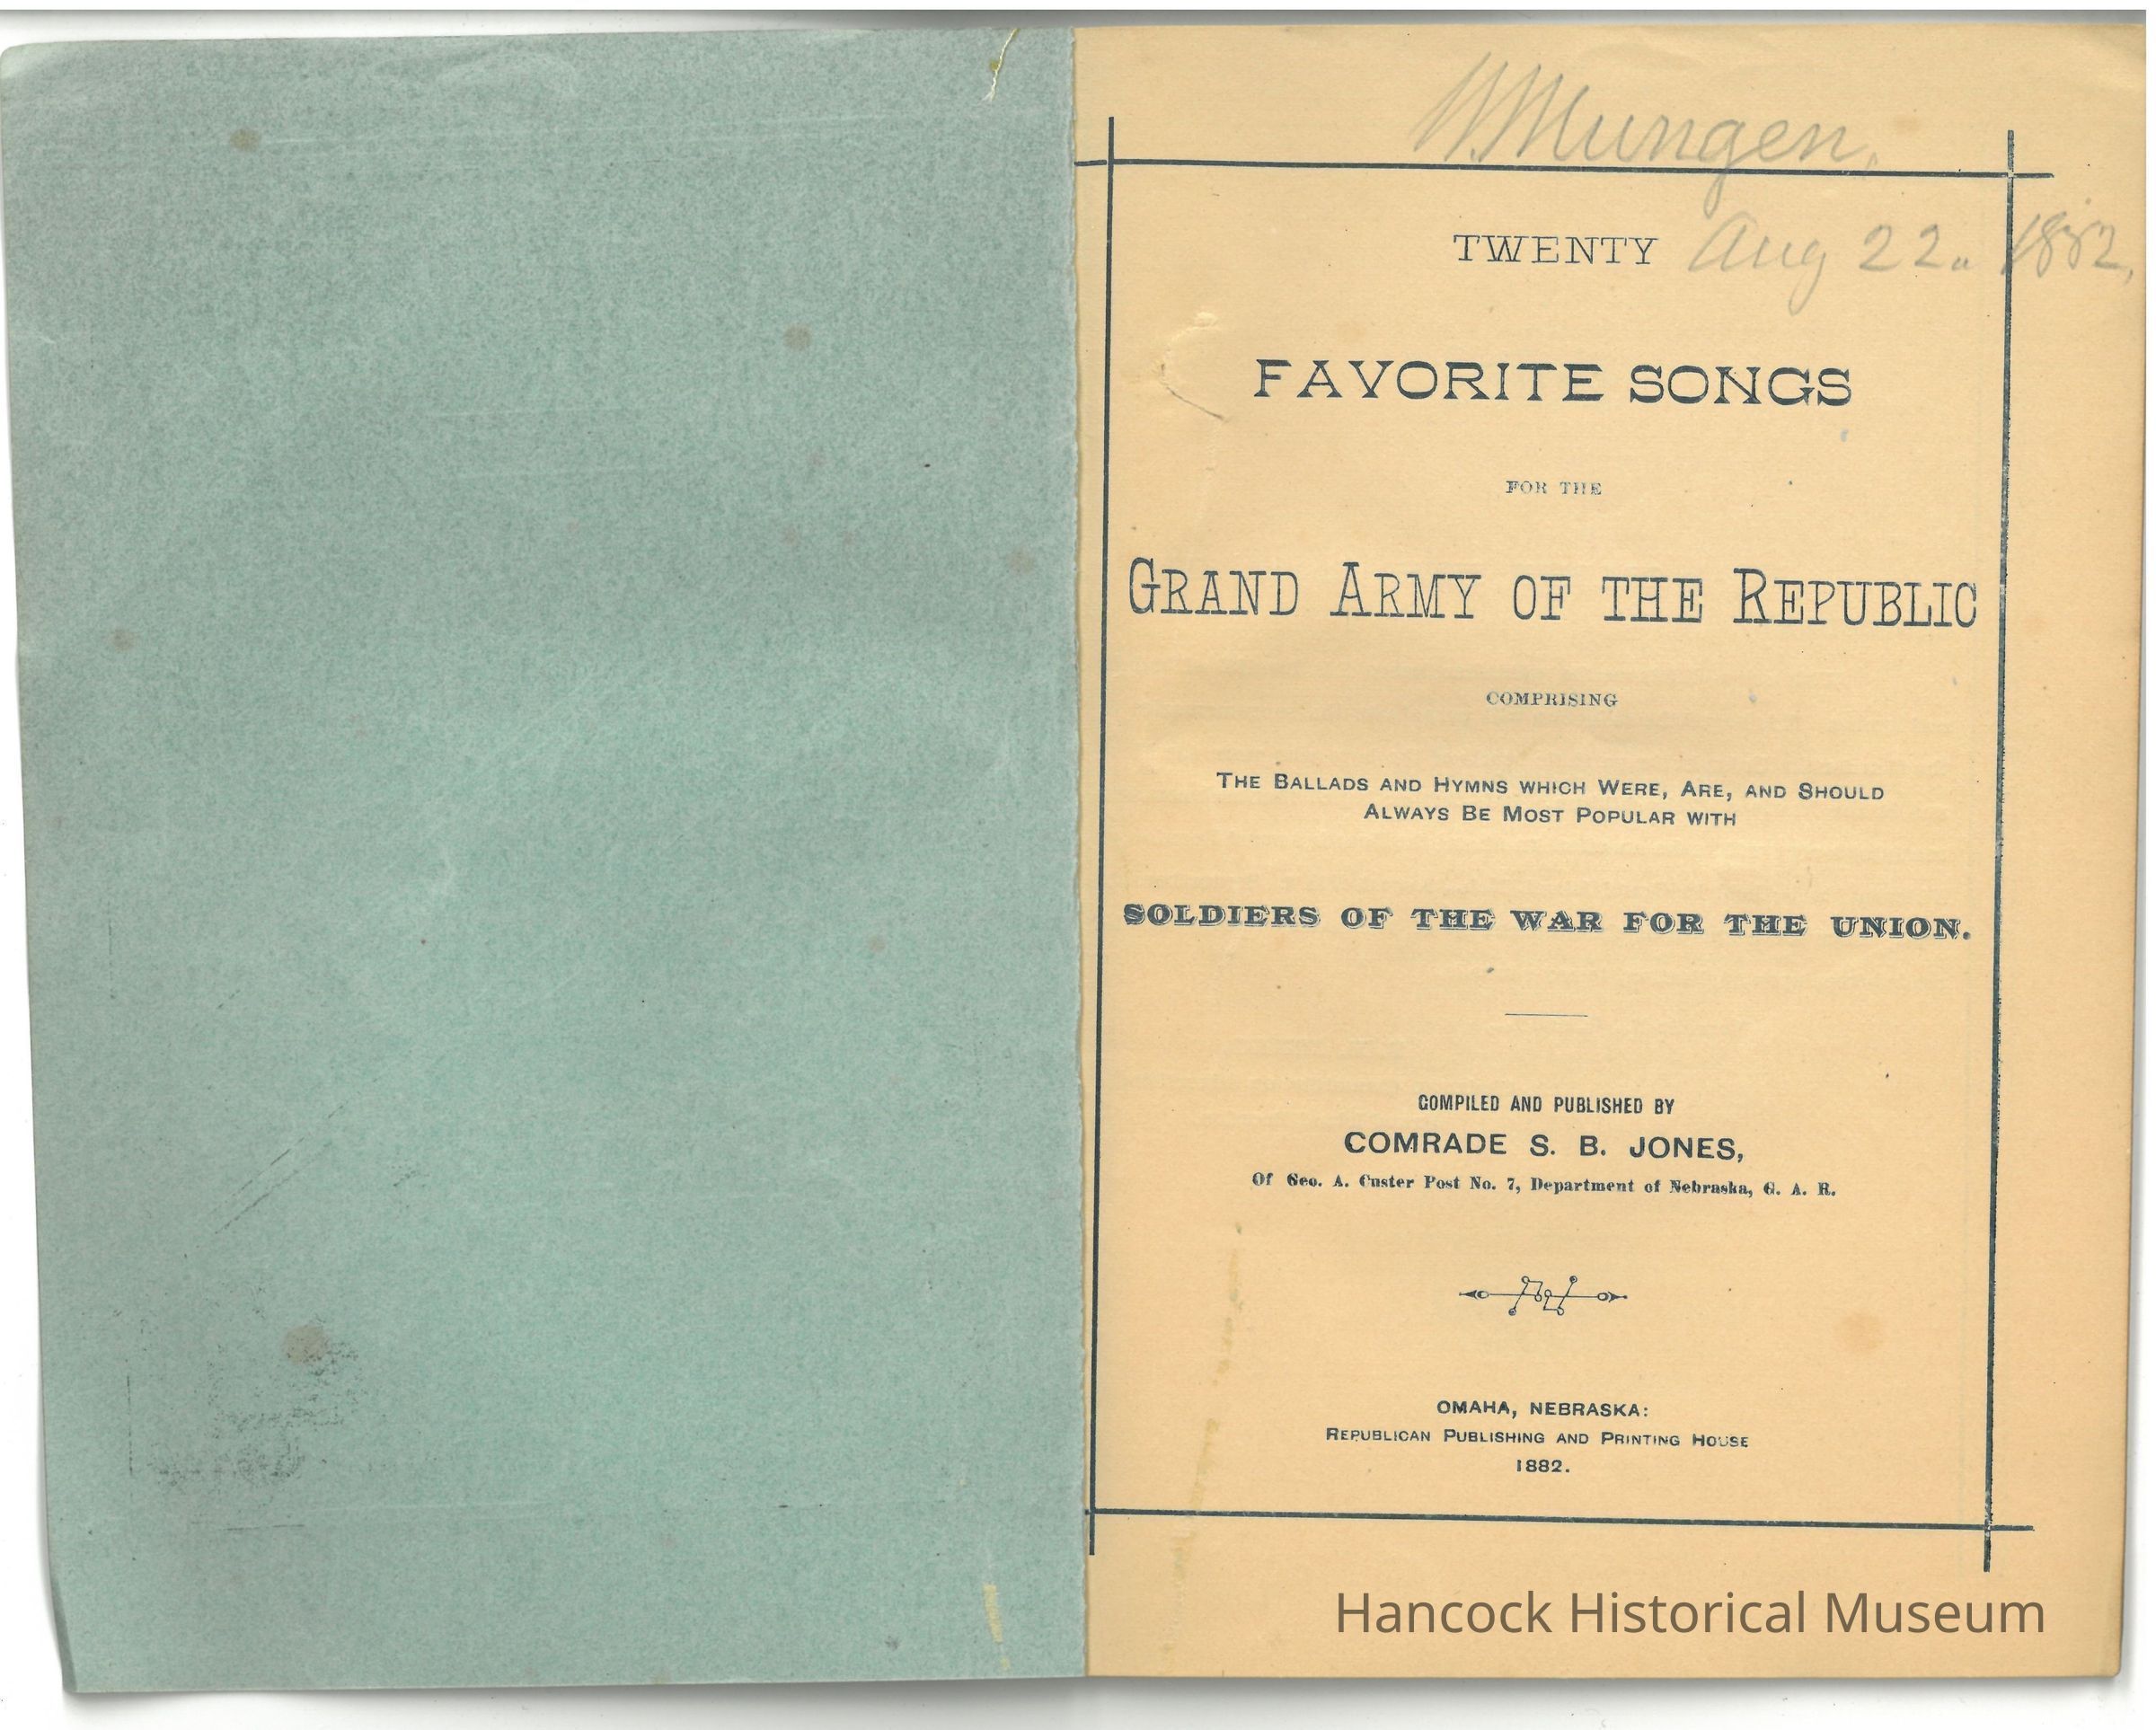 W Mungen.
TWENTY Aug 22. 1882,
FAVORITE SONGS
FOR THE
GRAND ARMY OF THE REPUBLIC
COMPRISING
THE BALLADS AND HYMNS WHICH WERE, ARE, AND SHOULD
ALWAYS BE MOST POPULAR WITH
SOLDIERS OF THE WAR FOR THE UNION.
COMPILED AND PUBLISHED BY
COMRADE S. B. JONES,
Of Geo. A. Custer Post No. 7, Department of Nebraska, G. A. R.
OMAHA, NEBRASKA:
REPUBLICAN PUBLISHING AND PRINTING HOUSE
1882.
Hancock Historical Museum